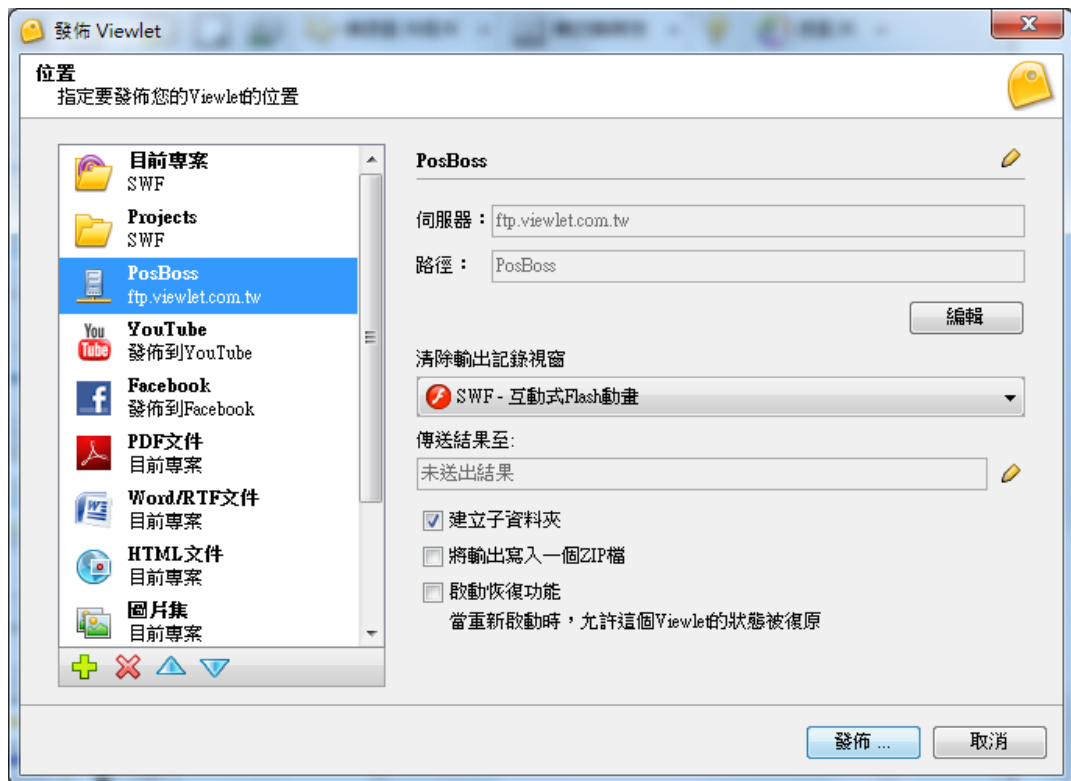 發佈 Viewlet
位置
指定要發佈您的Viewlet的位置
目前專案
SWF
Projects
SWF
PosBoss
ftp.viewlet.com.tw
You
Tube
YouTube
發佈到YouTube
Facebook
發佈到Facebook
PDF文件
目前專案
Word/RTF文件
目前專案
HTML文件
目前專案
圖片集
目前專案
PosBoss
伺服器：ftp.viewlet.com.tw
路徑： PosBoss
編輯
清除輸出記錄視窗
SWF - 互動式Flash動畫
傳送結果至:
未送出結果
建立子資料夾
將輸出寫入一個ZIP檔
啟動恢復功能
當重新啟動時，允許這個Viewlet的狀態被復原
發佈 ...
取消